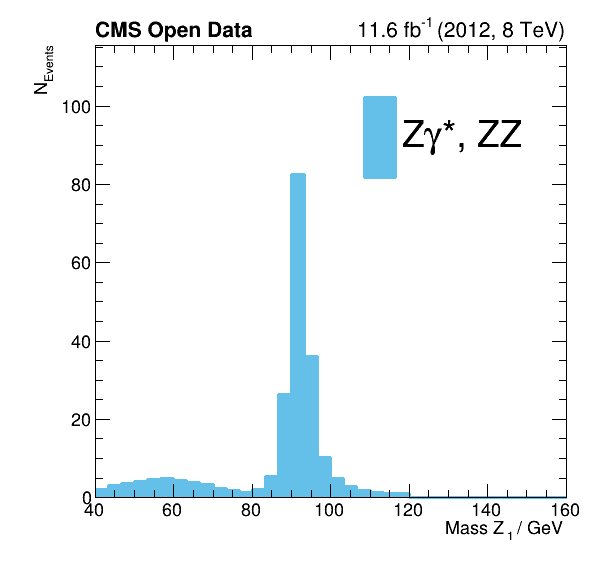 CMS Open Data 11.6 fb⁻¹ (2012, 8 TeV)
N_Events
Zγ*, ZZ
100
80
60
40
20
0
40 60 80 100 120 140 160
Mass Z₁ / GeV